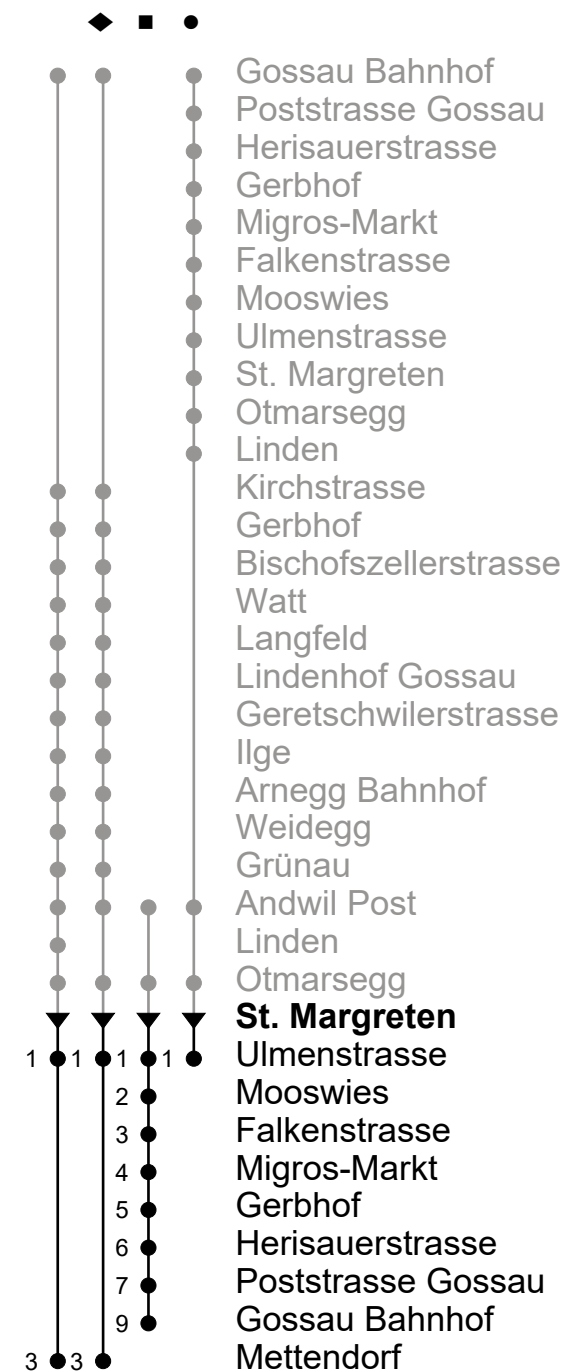 Gossau Bahnhof
Poststrasse Gossau
Herisauerstrasse
Gerbhof
Migros-Markt
Falkenstrasse
Mooswies
Ulmenstrasse
St. Margreten
Otmarsegg
Linden
Kirchstrasse
Gerbhof
Bischofszellerstrasse
Watt
Langfeld
Lindenhof Gossau
Geretschwilerstrasse
Ilge
Arnegg Bahnhof
Weidegg
Grünau
Andwil Post
Linden
Otmarsegg
St. Margreten
1 1 1 1 Ulmenstrasse
2 Mooswies
3 Falkenstrasse
4 Migros-Markt
5 Gerbhof
6 Herisauerstrasse
7 Poststrasse Gossau
9 Gossau Bahnhof
3 3 Mettendorf